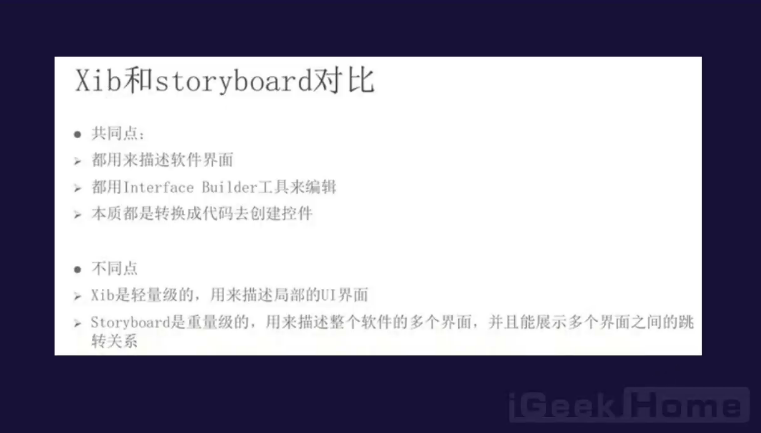 Xib和storyboard对比
● 共同点：
➢ 都用来描述软件界面
➢ 都用Interface Builder工具来编辑
➢ 本质都是转换成代码去创建控件
● 不同点
➢ Xib是轻量级的，用来描述局部的UI界面
➢ Storyboard是重量级的，用来描述整个软件的多个界面，并且能展示多个界面之间的跳
转关系
iGeekHome